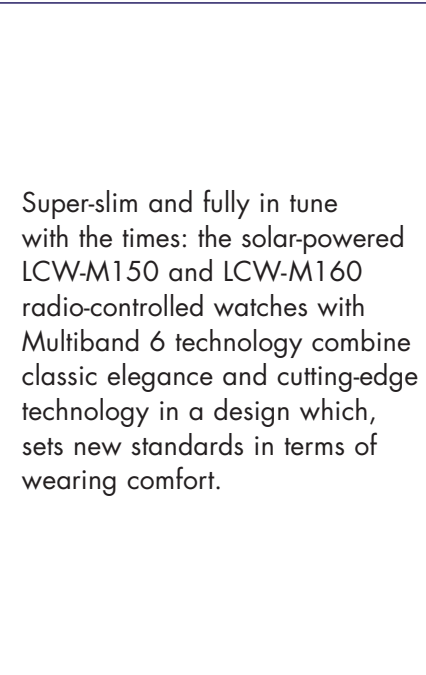 Super-slim and fully in tune
with the times: the solar-powered
LCW-M150 and LCW-M160
radio-controlled watches with
Multiband 6 technology combine
classic elegance and cutting-edge
technology in a design which,
sets new standards in terms of
wearing comfort.